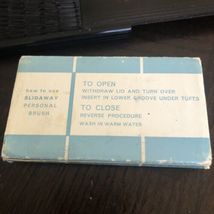 how to use
SLIDAWAY
PERSONAL
BRUSH
TO OPEN
WITHDRAW LID AND TURN OVER
INSERT IN LOWER GROOVE UNDER TUFTS
TO CLOSE
REVERSE PROCEDURE
WASH IN WARM WATER